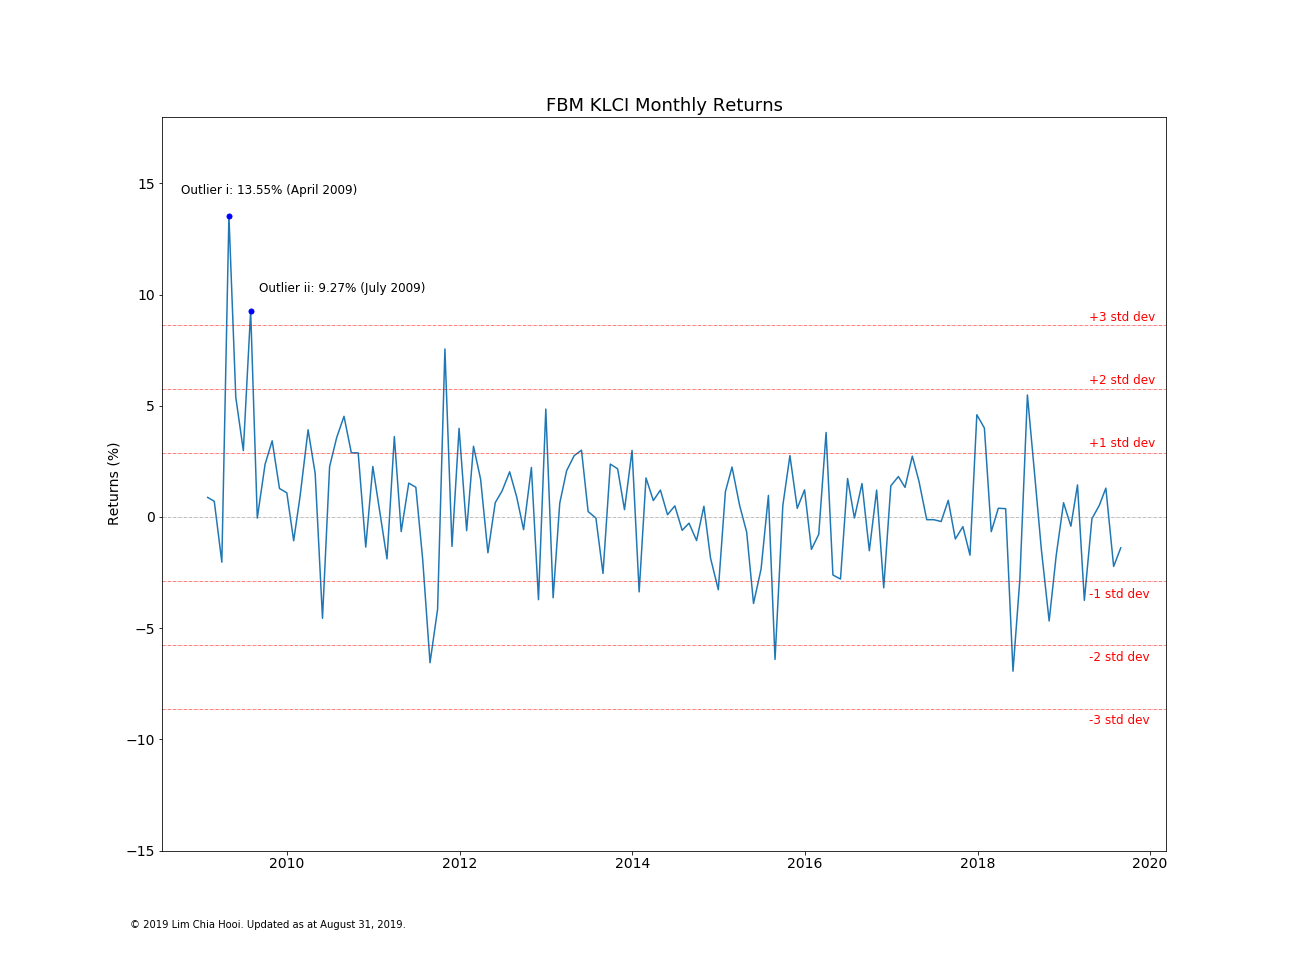 FBM KLCI Monthly Returns
15
Outlier i: 13.55% (April 2009)
Outlier ii: 9.27% (July 2009)
10
+3 std dev
+2 std dev
5
+1 std dev
Returns (%)
0
-1 std dev
−5
-2 std dev
-3 std dev
−10
−15
2010 2012 2014 2016 2018 2020
© 2019 Lim Chia Hooi. Updated as at August 31, 2019.